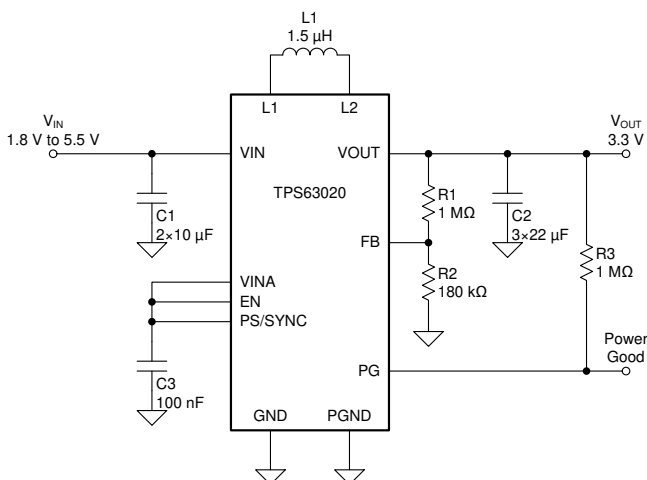 L1
1.5 µH
L1
L2
VIN
1.8 V to 5.5 V
VIN
VOUT
VOUT
3.3 V
TPS63020
C1
2×10 µF
R1
1 MΩ
C2
3×22 µF
FB
R2
180 kΩ
R3
1 MΩ
VINA
EN
PS/SYNC
C3
100 nF
PG
Power
Good
GND
PGND